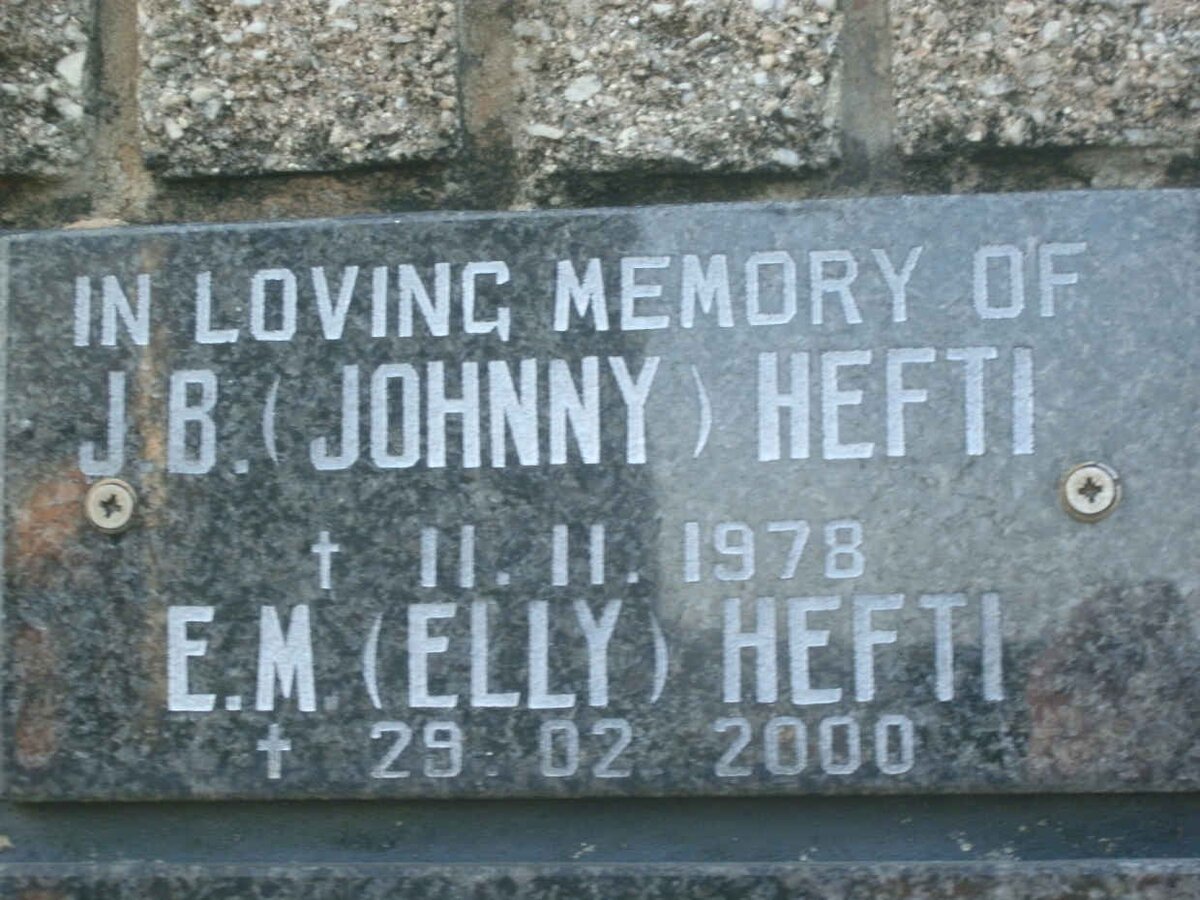 IN LOVING MEMORY OF
J.B. (JOHNNY) HEFTI
† 11. 11. 1978
E.M. (ELLY) HEFTI
† 29. 02. 2000